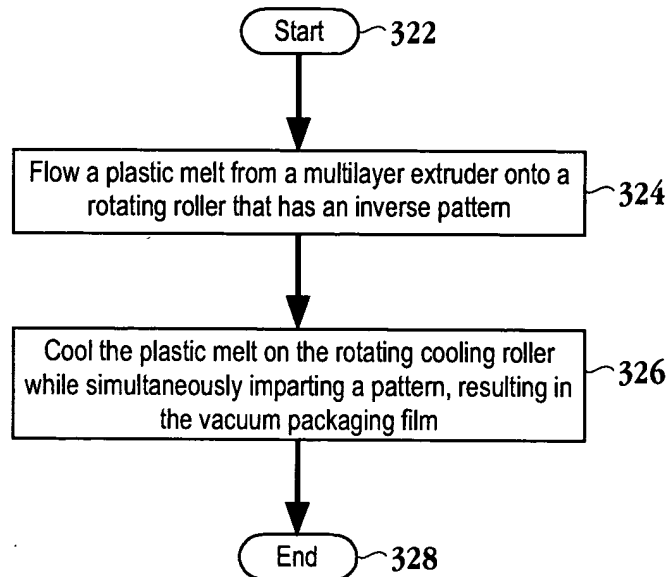 Start 322
Flow a plastic melt from a multilayer extruder onto a
rotating roller that has an inverse pattern
324
Cool the plastic melt on the rotating cooling roller
while simultaneously imparting a pattern, resulting in
the vacuum packaging film
326
End 328